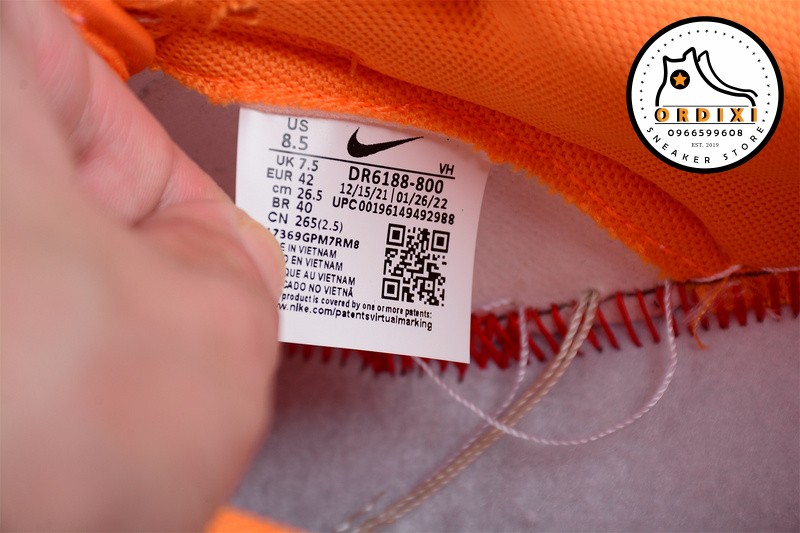 US
8.5
UK 7.5
EUR 42
cm 26.5
BR 40
CN 265(2.5)
VH
DR6188-800
12/15/21 01/26/22
UPC00196149492988
17369GPM7RM8
E IN VIETNAM
O EN VIETNAM
QUE AU VIETNAM
CADO NO VIETNÃ
product is covered by one or more patents:
w.nike.com/patentsvirtualmarking
ORDIXI
0966599608
EST. 2019
SNEAKER STORE